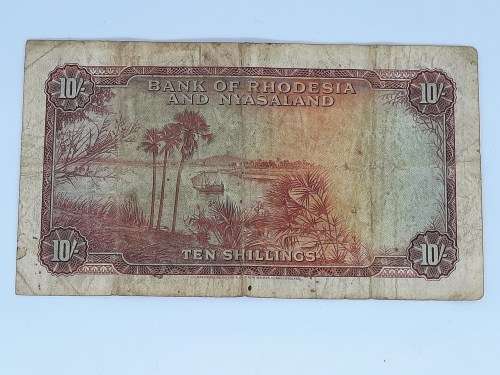 10/-
BANK OF RHODESIA
AND NYASALAND
10/-
10/-
TEN SHILLINGS
10/-